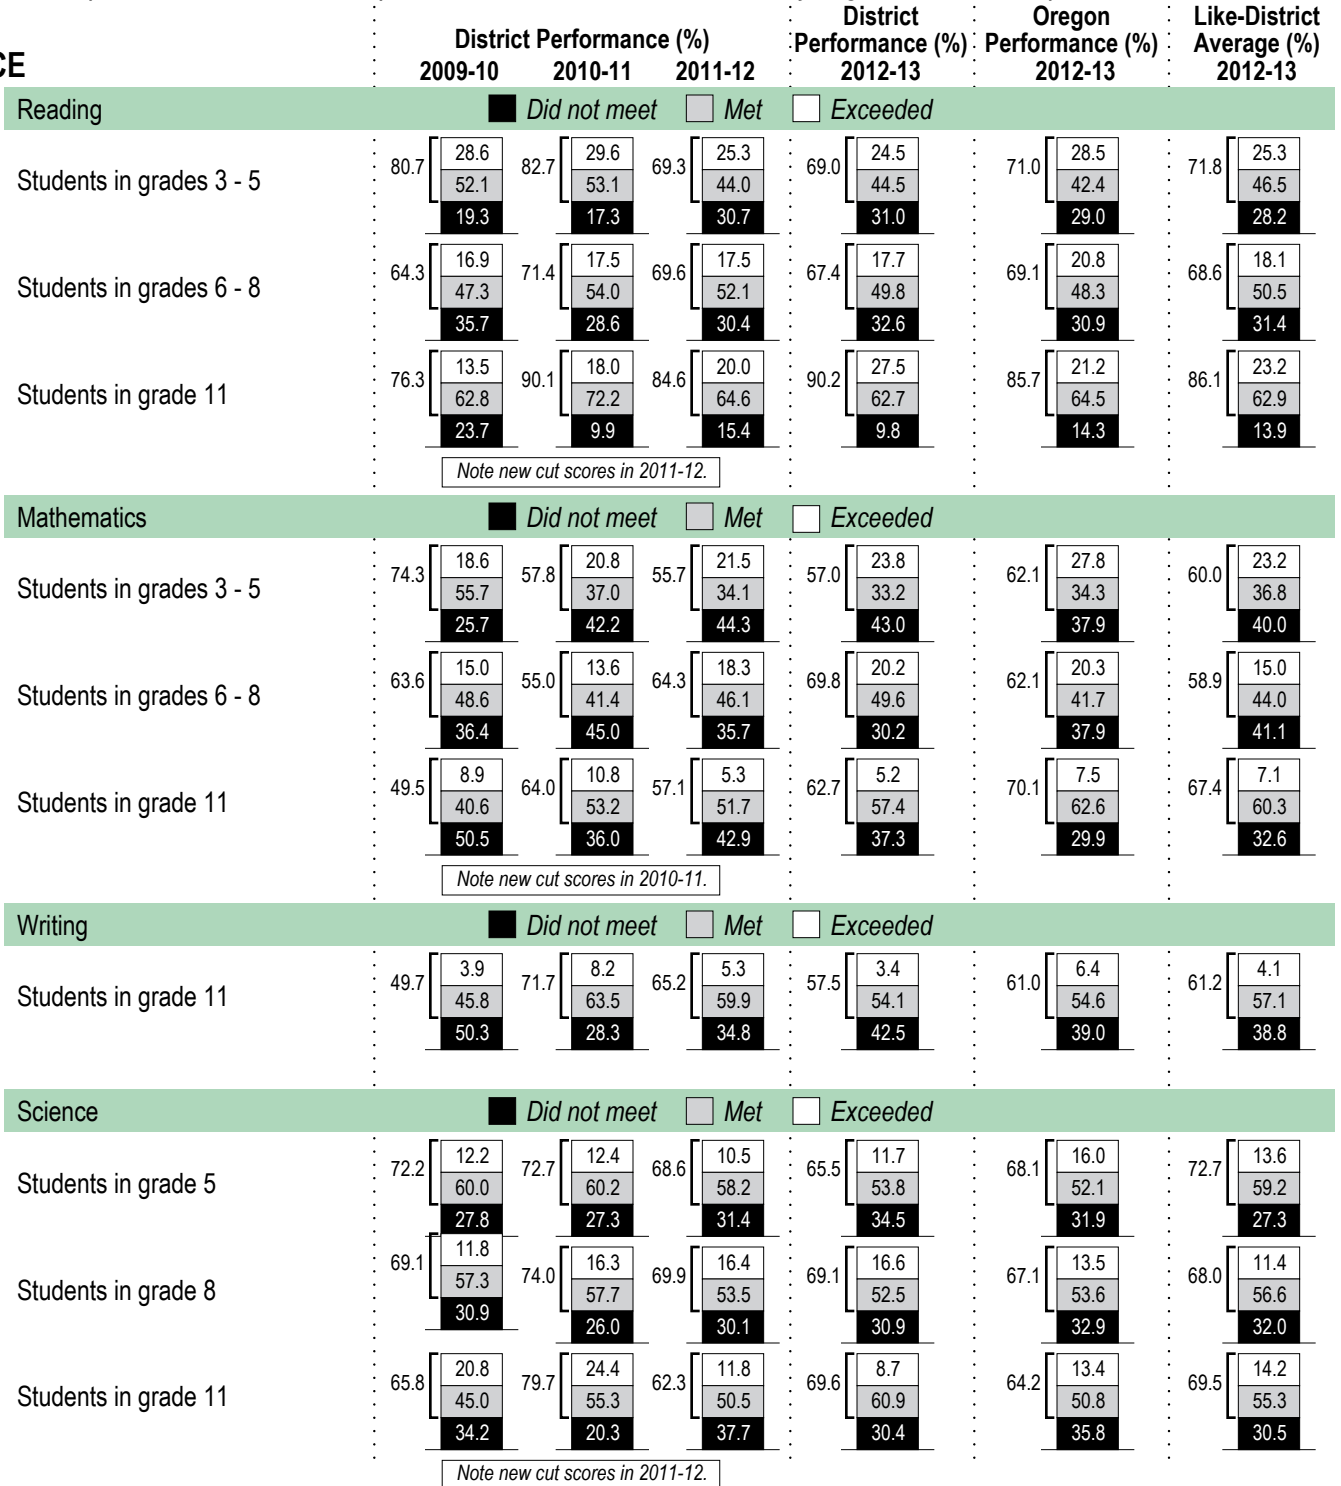 CE
District Performance (%)
2009-10 2010-11 2011-12
District Performance (%) 2012-13
Oregon Performance (%) 2012-13
Like-District Average (%) 2012-13
Reading Did not meet Met Exceeded
Students in grades 3 - 5
80.7 28.6 52.1 19.3
82.7 29.6 53.1 17.3
69.3 25.3 44.0 30.7
69.0 24.5 44.5 31.0
71.0 28.5 42.4 29.0
71.8 25.3 46.5 28.2
Students in grades 6 - 8
64.3 16.9 47.3 35.7
71.4 17.5 54.0 28.6
69.6 17.5 52.1 30.4
67.4 17.7 49.8 32.6
69.1 20.8 48.3 30.9
68.6 18.1 50.5 31.4
Students in grade 11
76.3 13.5 62.8 23.7
90.1 18.0 72.2 9.9
84.6 20.0 64.6 15.4
90.2 27.5 62.7 9.8
85.7 21.2 64.5 14.3
86.1 23.2 62.9 13.9
Note new cut scores in 2011-12.
Mathematics Did not meet Met Exceeded
Students in grades 3 - 5
74.3 18.6 55.7 25.7
57.8 20.8 37.0 42.2
55.7 21.5 34.1 44.3
57.0 23.8 33.2 43.0
62.1 27.8 34.3 37.9
60.0 23.2 36.8 40.0
Students in grades 6 - 8
63.6 15.0 48.6 36.4
55.0 13.6 41.4 45.0
64.3 18.3 46.1 35.7
69.8 20.2 49.6 30.2
62.1 20.3 41.7 37.9
58.9 15.0 44.0 41.1
Students in grade 11
49.5 8.9 40.6 50.5
64.0 10.8 53.2 36.0
57.1 5.3 51.7 42.9
62.7 5.2 57.4 37.3
70.1 7.5 62.6 29.9
67.4 7.1 60.3 32.6
Note new cut scores in 2010-11.
Writing Did not meet Met Exceeded
Students in grade 11
49.7 3.9 45.8 50.3
71.7 8.2 63.5 28.3
65.2 5.3 59.9 34.8
57.5 3.4 54.1 42.5
61.0 6.4 54.6 39.0
61.2 4.1 57.1 38.8
Science Did not meet Met Exceeded
Students in grade 5
72.2 12.2 60.0 27.8
72.7 12.4 60.2 27.3
68.6 10.5 58.2 31.4
65.5 11.7 53.8 34.5
68.1 16.0 52.1 31.9
72.7 13.6 59.2 27.3
Students in grade 8
69.1 11.8 57.3 30.9
74.0 16.3 57.7 26.0
69.9 16.4 53.5 30.1
69.1 16.6 52.5 30.9
67.1 13.5 53.6 32.9
68.0 11.4 56.6 32.0
Students in grade 11
65.8 20.8 45.0 34.2
79.7 24.4 55.3 20.3
62.3 11.8 50.5 37.7
69.6 8.7 60.9 30.4
64.2 13.4 50.8 35.8
69.5 14.2 55.3 30.5
Note new cut scores in 2011-12.